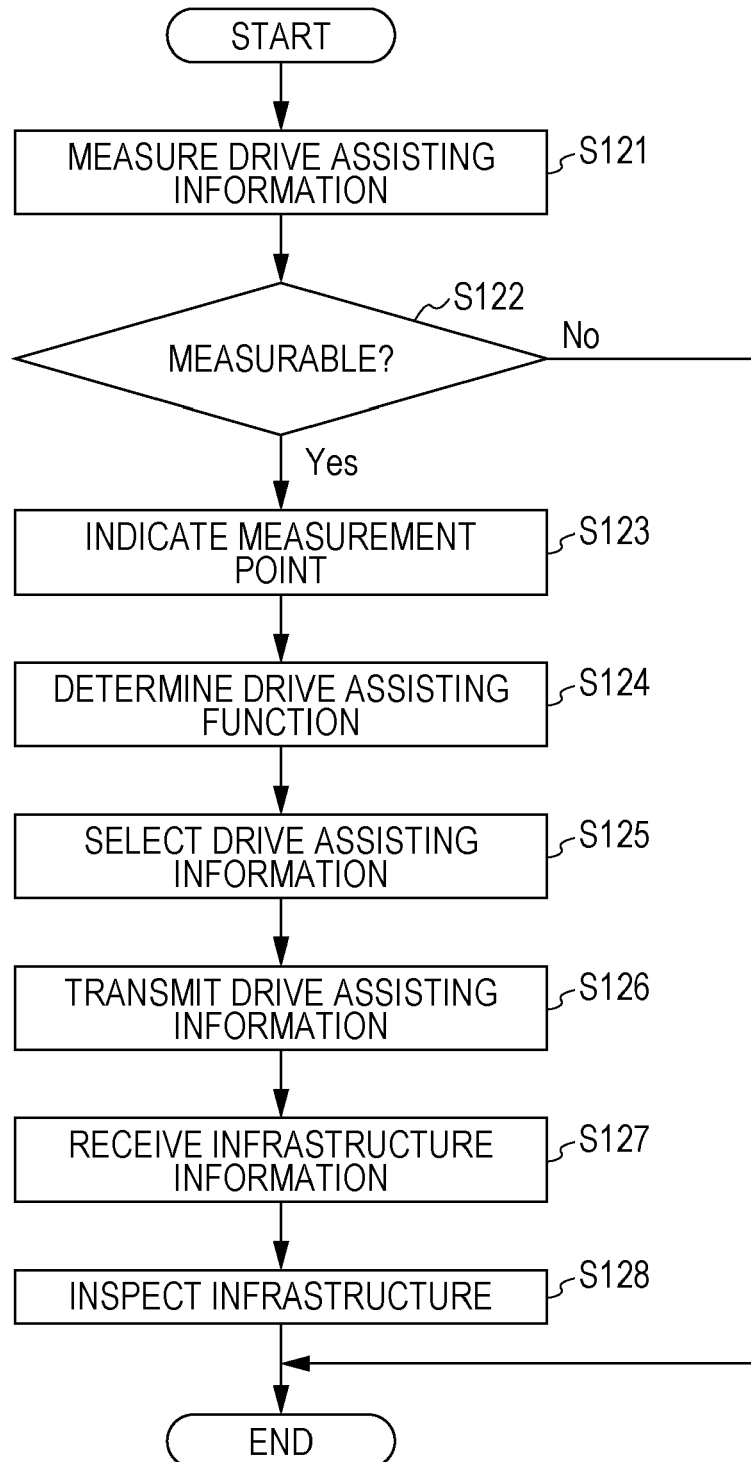 START
MEASURE DRIVE ASSISTING
INFORMATION
S121
S122
MEASURABLE?
No
Yes
INDICATE MEASUREMENT
POINT
S123
DETERMINE DRIVE ASSISTING
FUNCTION
S124
SELECT DRIVE ASSISTING
INFORMATION
S125
TRANSMIT DRIVE ASSISTING
INFORMATION
S126
RECEIVE INFRASTRUCTURE
INFORMATION
S127
INSPECT INFRASTRUCTURE
S128
END